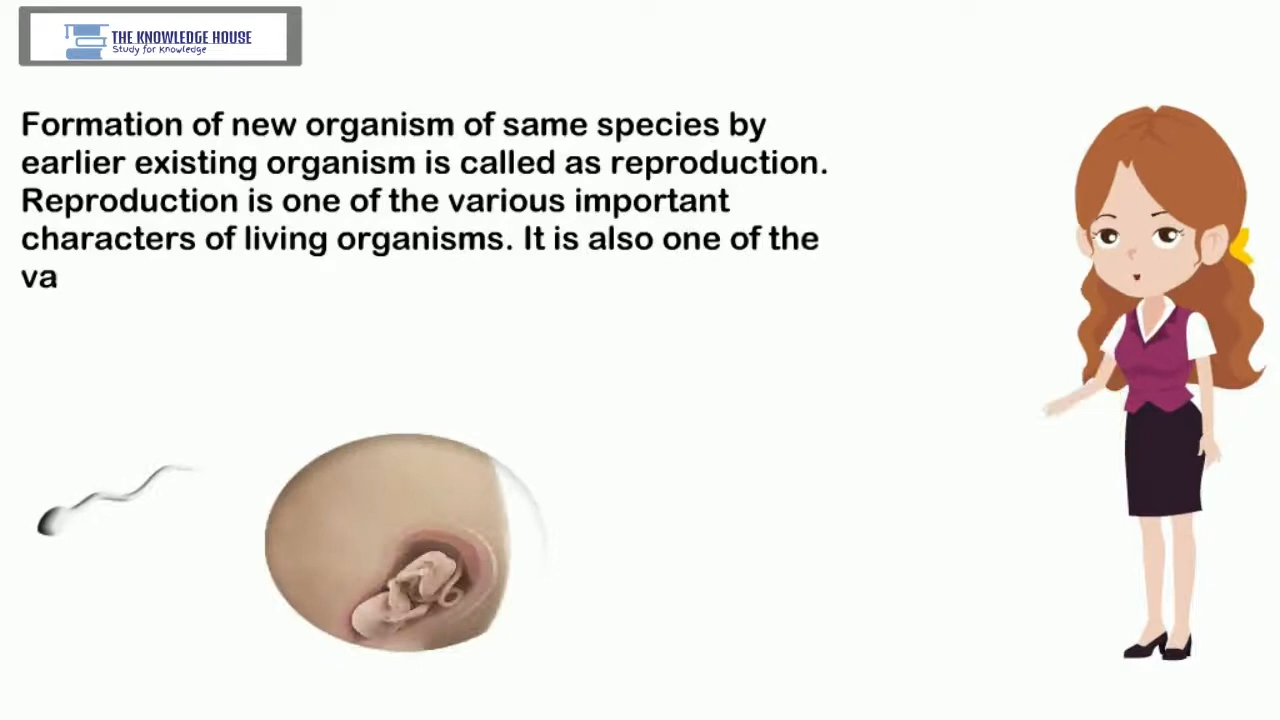 THE KNOWLEDGE HOUSE
Study for Knowledge
Formation of new organism of same species by
earlier existing organism is called as reproduction.
Reproduction is one of the various important
characters of living organisms. It is also one of the
va